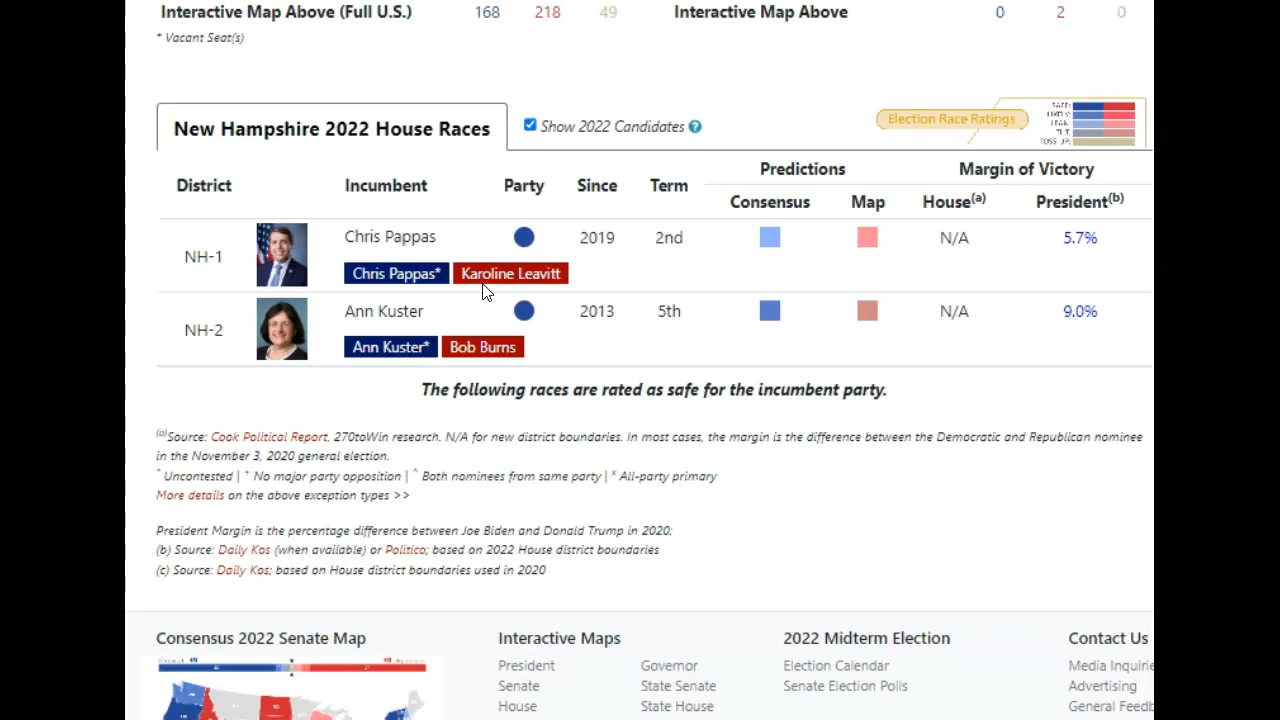 Interactive Map Above (Full U.S.) 168 218 49 Interactive Map Above 0 2 0
* Vacant Seat(s)
New Hampshire 2022 House Races Show 2022 Candidates ? Election Race Ratings
Predictions Margin of Victory
District Incumbent Party Since Term Consensus Map House(a) President(b)
NH-1 Chris Pappas 2019 2nd N/A 5.7%
Chris Pappas* Karoline Leavitt
NH-2 Ann Kuster 2013 5th N/A 9.0%
Ann Kuster* Bob Burns
The following races are rated as safe for the incumbent party.
(a)Source: Cook Political Report, 270toWin research. N/A for new district boundaries. In most cases, the margin is the difference between the Democratic and Republican nominee
in the November 3, 2020 general election.
* Uncontested | + No major party opposition | ^ Both nominees from same party | x All-party primary
More details on the above exception types >>
President Margin is the percentage difference between Joe Biden and Donald Trump in 2020:
(b) Source: Daily Kos (when available) or Politico; based on 2022 House district boundaries
(c) Source: Daily Kos; based on House district boundaries used in 2020
Consensus 2022 Senate Map Interactive Maps 2022 Midterm Election Contact Us
President Governor Election Calendar Media Inquirie
Senate State Senate Senate Election Polls Advertising
House State House General Feedb